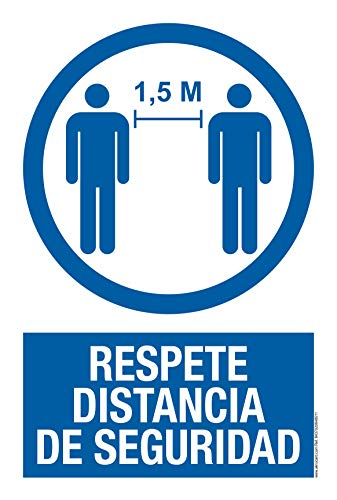 1,5 M
RESPETE
DISTANCIA
DE SEGURIDAD